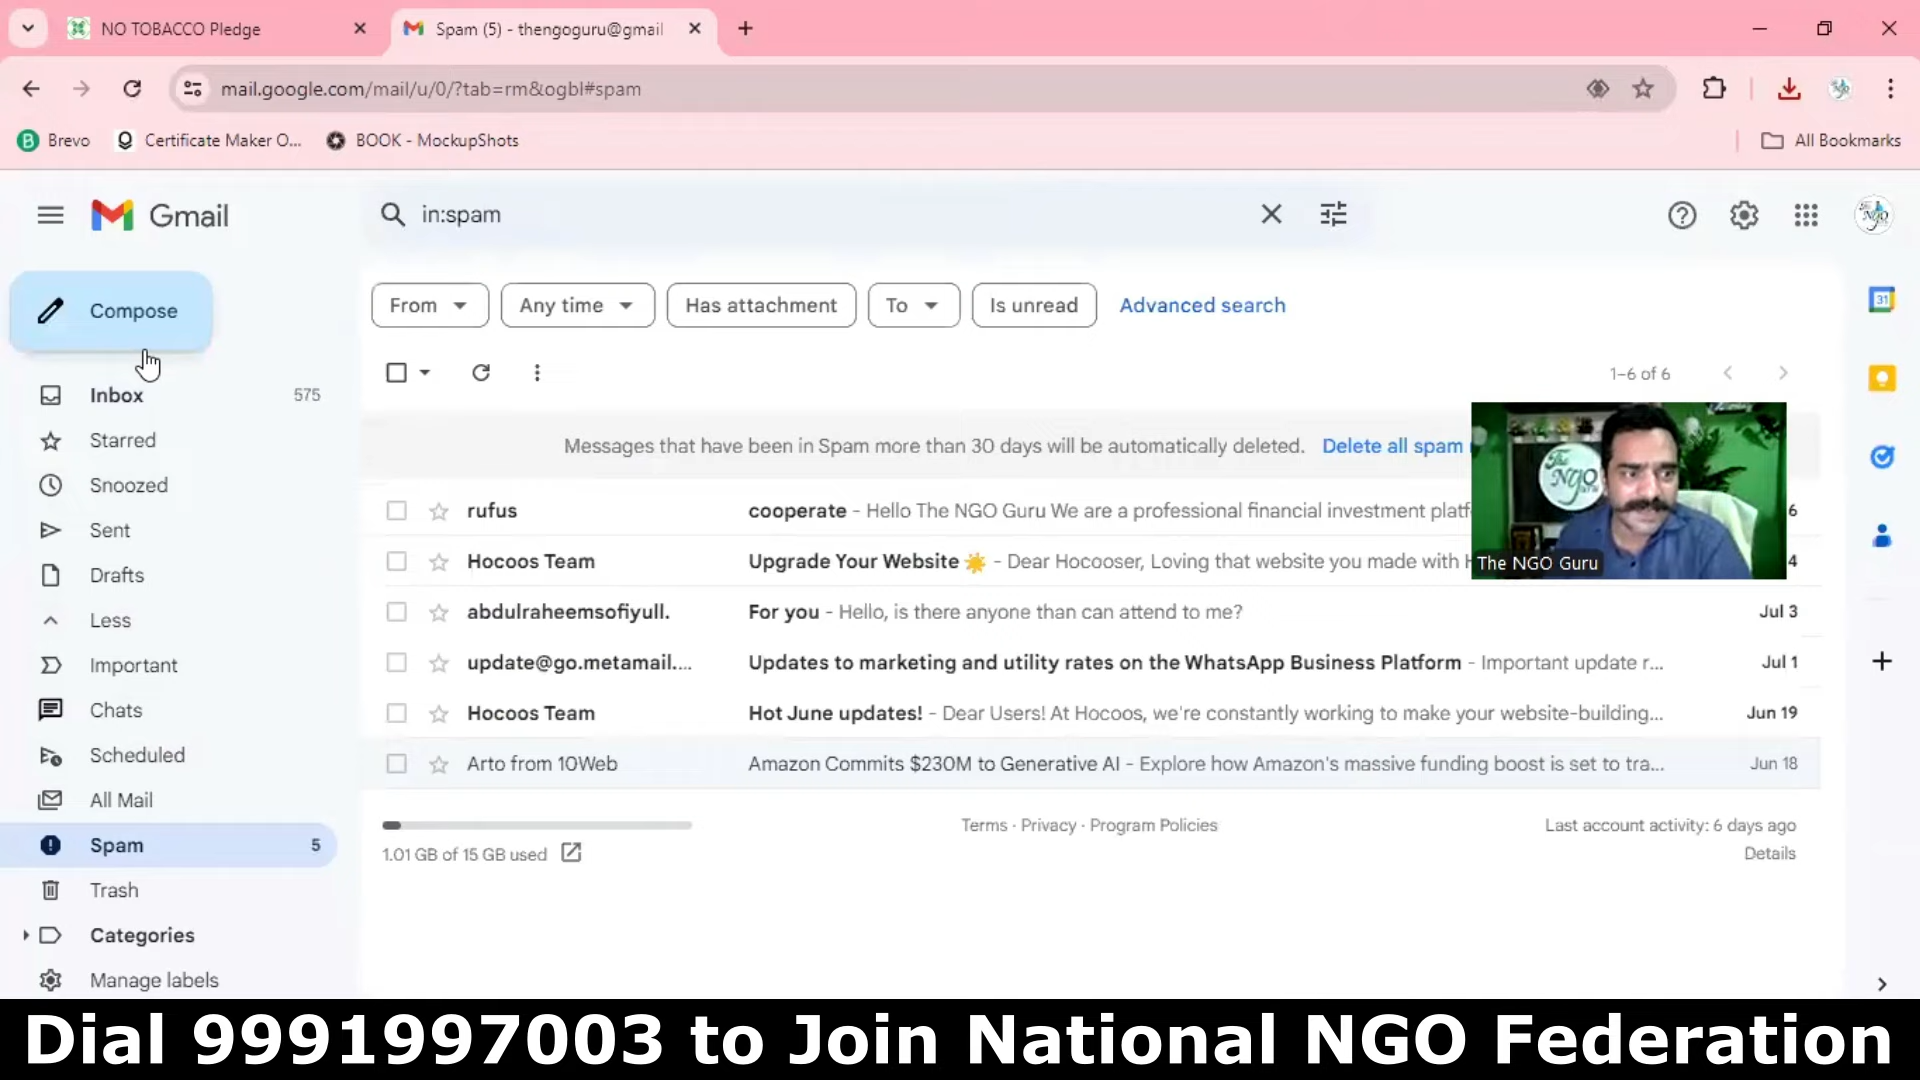 NO TOBACCO Pledge
Spam (5) - thengoguru@gmail
mail.google.com/mail/u/0/?tab=rm&ogbl#spam
Brevo
Certificate Maker O...
BOOK - MockupShots
All Bookmarks
Gmail
in:spam
Compose
From
Any time
Has attachment
To
Is unread
Advanced search
1–6 of 6
Inbox 575
Starred
Snoozed
Sent
Drafts
Less
Important
Chats
Scheduled
All Mail
Spam 5
Trash
Categories
Manage labels
Messages that have been in Spam more than 30 days will be automatically deleted. Delete all spam
rufus cooperate - Hello The NGO Guru We are a professional financial investment platf 6
Hocoos Team Upgrade Your Website ☀️ - Dear Hocooser, Loving that website you made with H 4
abdulraheemsofiyull. For you - Hello, is there anyone than can attend to me? Jul 3
update@go.metamail.... Updates to marketing and utility rates on the WhatsApp Business Platform - Important update r... Jul 1
Hocoos Team Hot June updates! - Dear Users! At Hocoos, we're constantly working to make your website-building... Jun 19
Arto from 10Web Amazon Commits $230M to Generative AI - Explore how Amazon's massive funding boost is set to tra... Jun 18
The NGO
The NGO Guru
31
1.01 GB of 15 GB used
Terms · Privacy · Program Policies
Last account activity: 6 days ago
Details
Dial 9991997003 to Join National NGO Federation